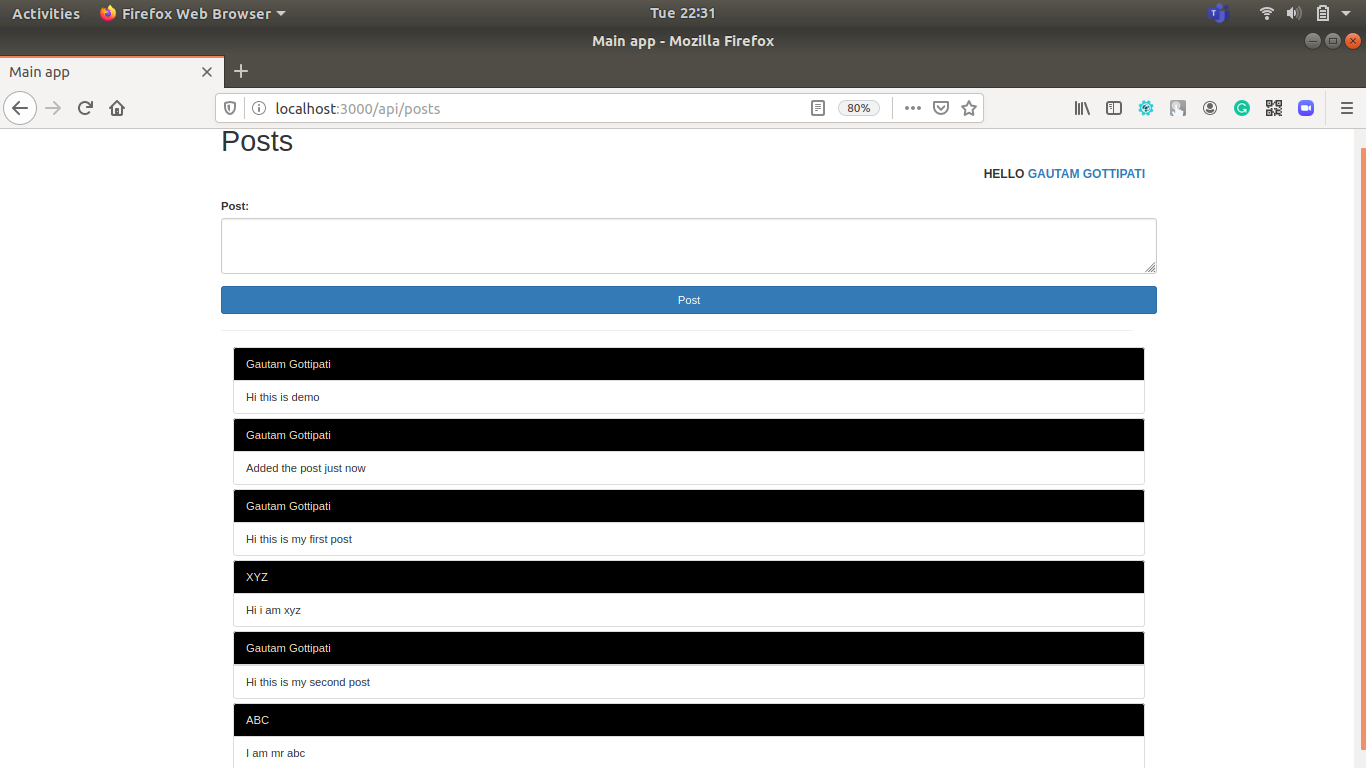 Activities Firefox Web Browser Tue 22:31
Main app - Mozilla Firefox
Main app
localhost:3000/api/posts 80%
Posts
HELLO GAUTAM GOTTIPATI
Post:
Post
Gautam Gottipati
Hi this is demo
Gautam Gottipati
Added the post just now
Gautam Gottipati
Hi this is my first post
XYZ
Hi i am xyz
Gautam Gottipati
Hi this is my second post
ABC
I am mr abc